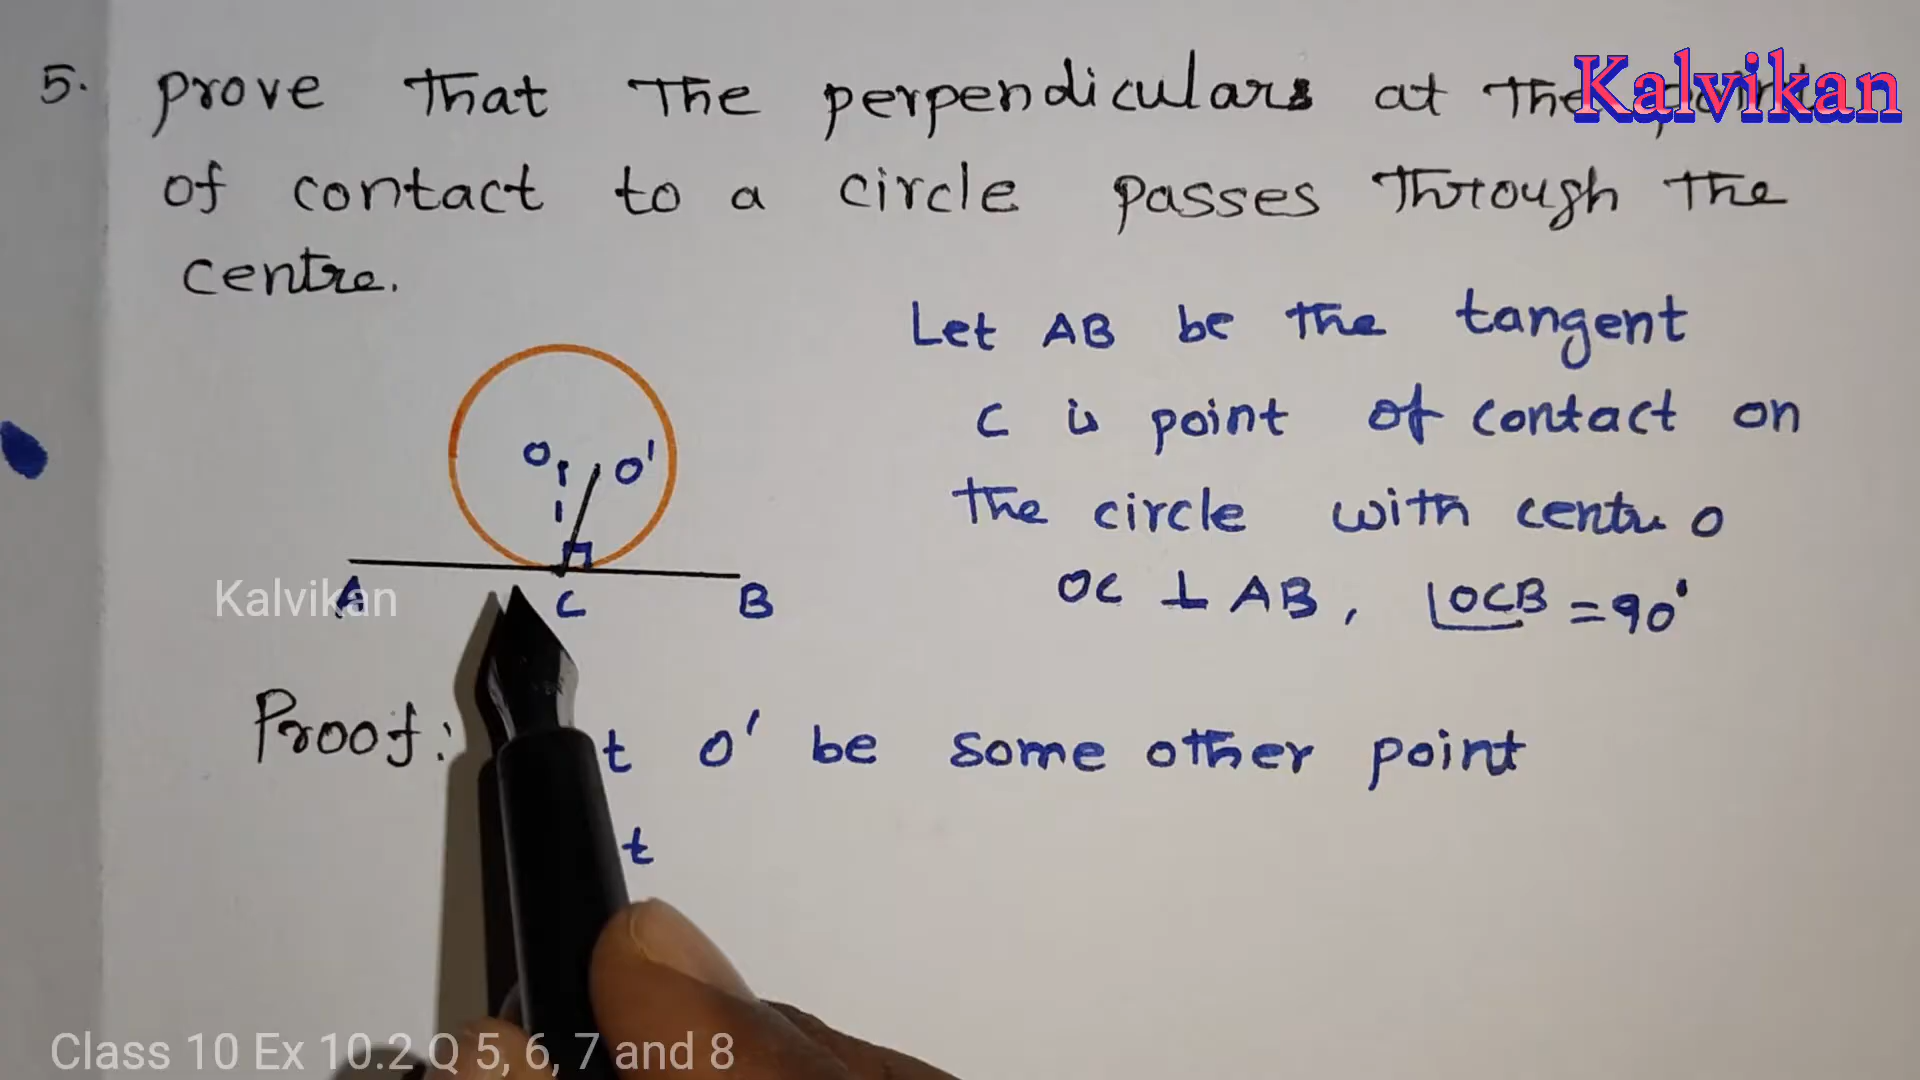 5. prove that the perpendiculars at the
Kalvikan
of contact to a circle passes through the
centre.
Let AB be the tangent
C is point of contact on
the circle with centre O
OC ⊥ AB, ∠OCB = 90°
O O'
A C B
Kalvikan
Proof: t O' be some other point
t
Class 10 Ex 10.2 Q 5, 6, 7 and 8